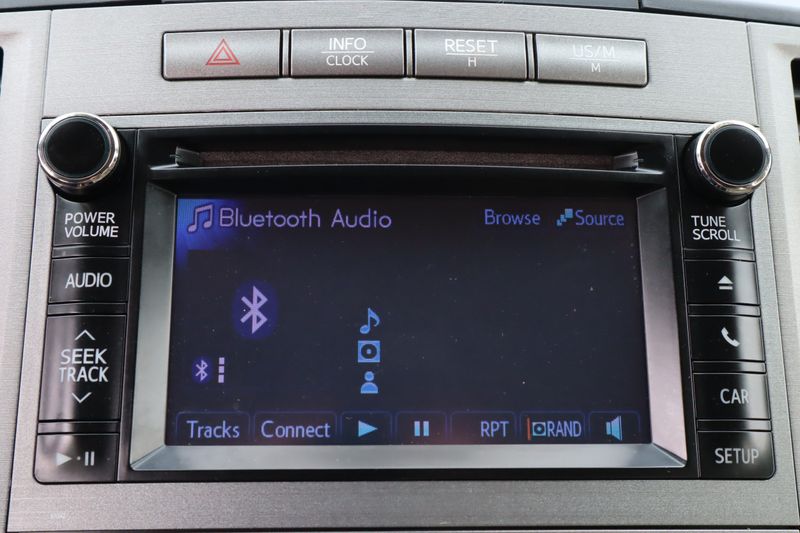 INFO
CLOCK
RESET
H
US/M
M
POWER
VOLUME
AUDIO
SEEK
TRACK
Bluetooth Audio
Browse
Source
Tracks
Connect
RPT
RAND
TUNE
SCROLL
CAR
SETUP